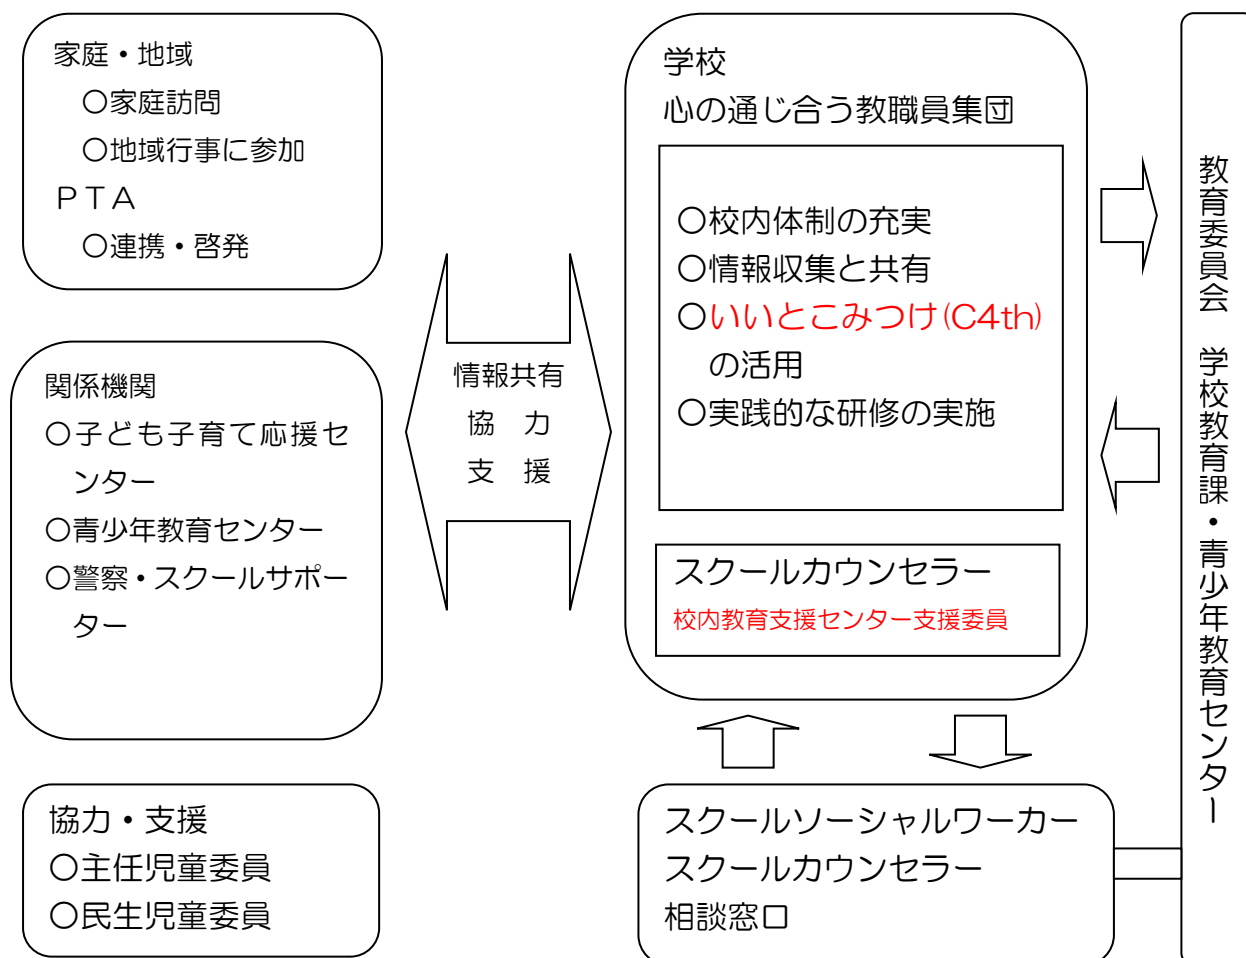 家庭・地域
〇家庭訪問
〇地域行事に参加
ＰＴＡ
〇連携・啓発
関係機関
〇子ども子育て応援セ
ンター
〇青少年教育センター
〇警察・スクールサポー
ター
協力・支援
〇主任児童委員
〇民生児童委員
情報共有
協　力
支　援
学校
心の通じ合う教職員集団
〇校内体制の充実
〇情報収集と共有
〇いいとこみつけ(C4th)
の活用
〇実践的な研修の実施
スクールカウンセラー
校内教育支援センター支援委員
スクールソーシャルワーカー
スクールカウンセラー
相談窓口
教育委員会　学校教育課・青少年教育センター